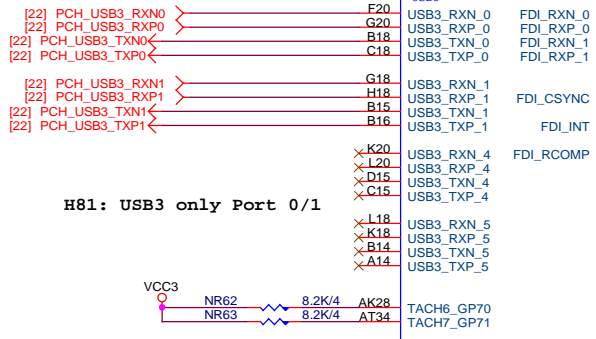 [22] PCH_USB3_RXN0 F20 USB3_RXN_0 FDI_RXN_0
[22] PCH_USB3_RXP0 G20 USB3_RXP_0 FDI_RXP_0
[22] PCH_USB3_TXN0 B18 USB3_TXN_0 FDI_RXN_1
[22] PCH_USB3_TXP0 C18 USB3_TXP_0 FDI_RXP_1
[22] PCH_USB3_RXN1 G18 USB3_RXN_1
[22] PCH_USB3_RXP1 H18 USB3_RXP_1 FDI_CSYNC
[22] PCH_USB3_TXN1 B15 USB3_TXN_1
[22] PCH_USB3_TXP1 B16 USB3_TXP_1 FDI_INT
K20 USB3_RXN_4 FDI_RCOMP
L20 USB3_RXP_4
D15 USB3_TXN_4
C15 USB3_TXP_4
H81: USB3 only Port 0/1
L18 USB3_RXN_5
K18 USB3_RXP_5
B14 USB3_TXN_5
A14 USB3_TXP_5
VCC3
NR62 8.2K/4 AK28 TACH6_GP70
NR63 8.2K/4 AT34 TACH7_GP71